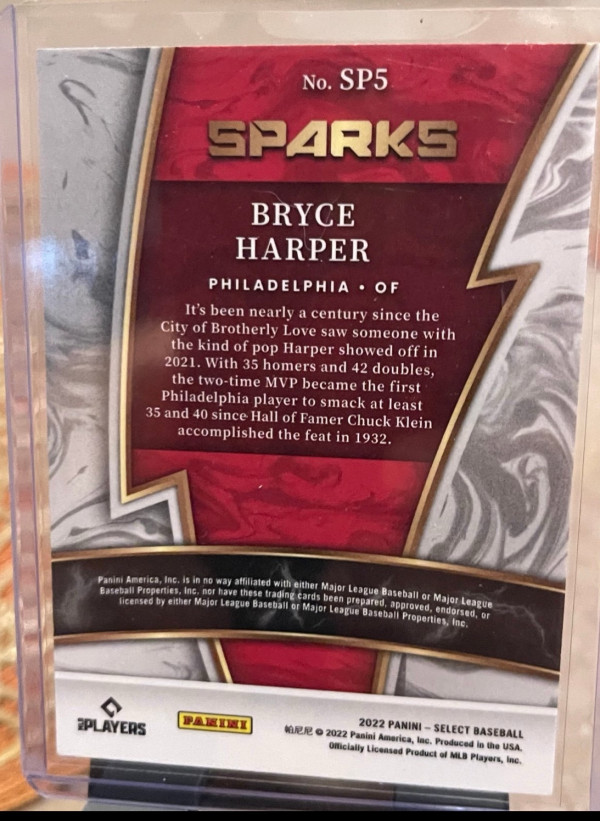 No. SP5
SPARKS
BRYCE
HARPER
PHILADELPHIA • OF
It's been nearly a century since the
City of Brotherly Love saw someone with
the kind of pop Harper showed off in
2021. With 35 homers and 42 doubles,
the two-time MVP became the first
Philadelphia player to smack at least
35 and 40 since Hall of Famer Chuck Klein
accomplished the feat in 1932.
Panini America, Inc. is in no way affiliated with either Major League Baseball or Major League
Baseball Properties, Inc. nor have these trading cards been prepared, approved, endorsed, or
licensed by either Major League Baseball or Major League Baseball Properties, Inc.
PLAYERS
PANINI
2022 PANINI – SELECT BASEBALL
帕尼尼 © 2022 Panini America, Inc. Produced in the USA.
Officially Licensed Product of MLB Players, Inc.